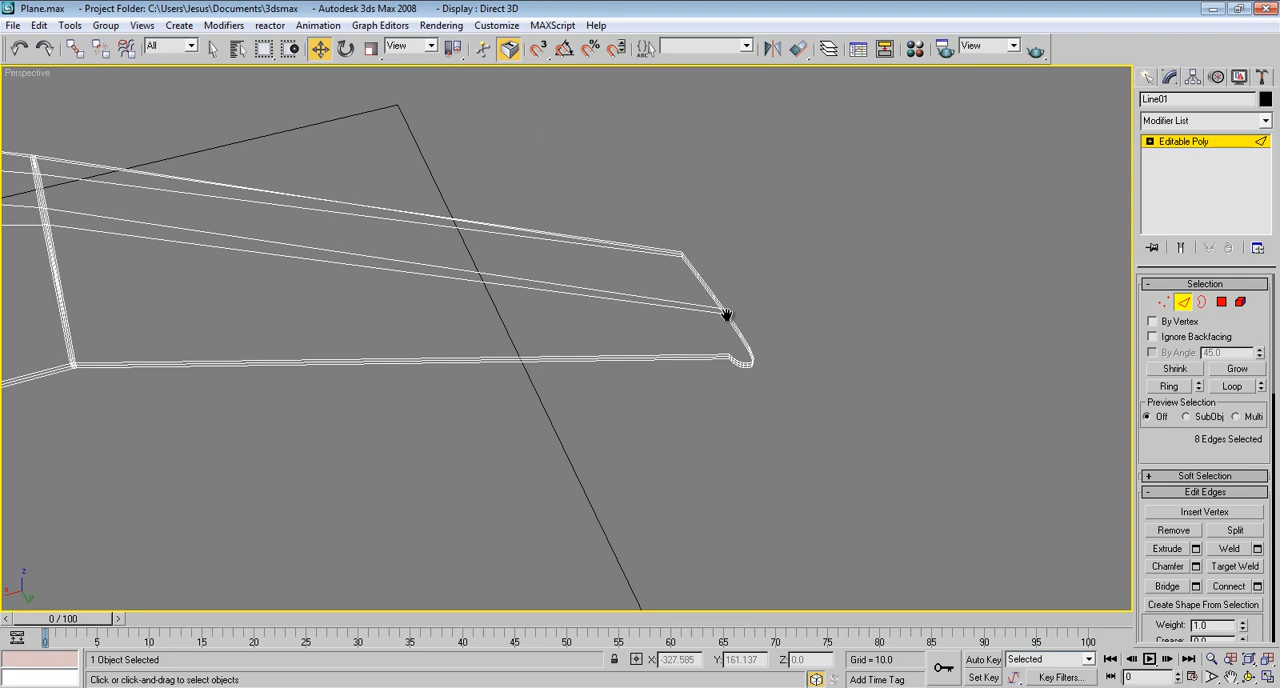 Plane.max - Project Folder: C:\Users\Jesus\Documents\3dsmax - Autodesk 3ds Max 2008 - Display : Direct 3D
File Edit Tools Group Views Create Modifiers reactor Animation Graph Editors Rendering Customize MAXScript Help
All View View
Perspective
Line01
Modifier List
Editable Poly
Selection
By Vertex
Ignore Backfacing
By Angle: 45.0
Shrink Grow
Ring Loop
Preview Selection
Off SubObj Multi
8 Edges Selected
Soft Selection
Edit Edges
Insert Vertex
Remove Split
Extrude Weld
Chamfer Target Weld
Bridge Connect
Create Shape From Selection
Weight: 1.0
z
x
y
0 / 100
0 5 10 15 20 25 30 35 40 45 50 55 60 65 70 75 80 85 90 95 100
1 Object Selected X: -327.585 Y: 161.137 Z: 0.0 Grid = 10.0 Auto Key Selected
Click or click-and-drag to select objects Add Time Tag Set Key Key Filters... 0